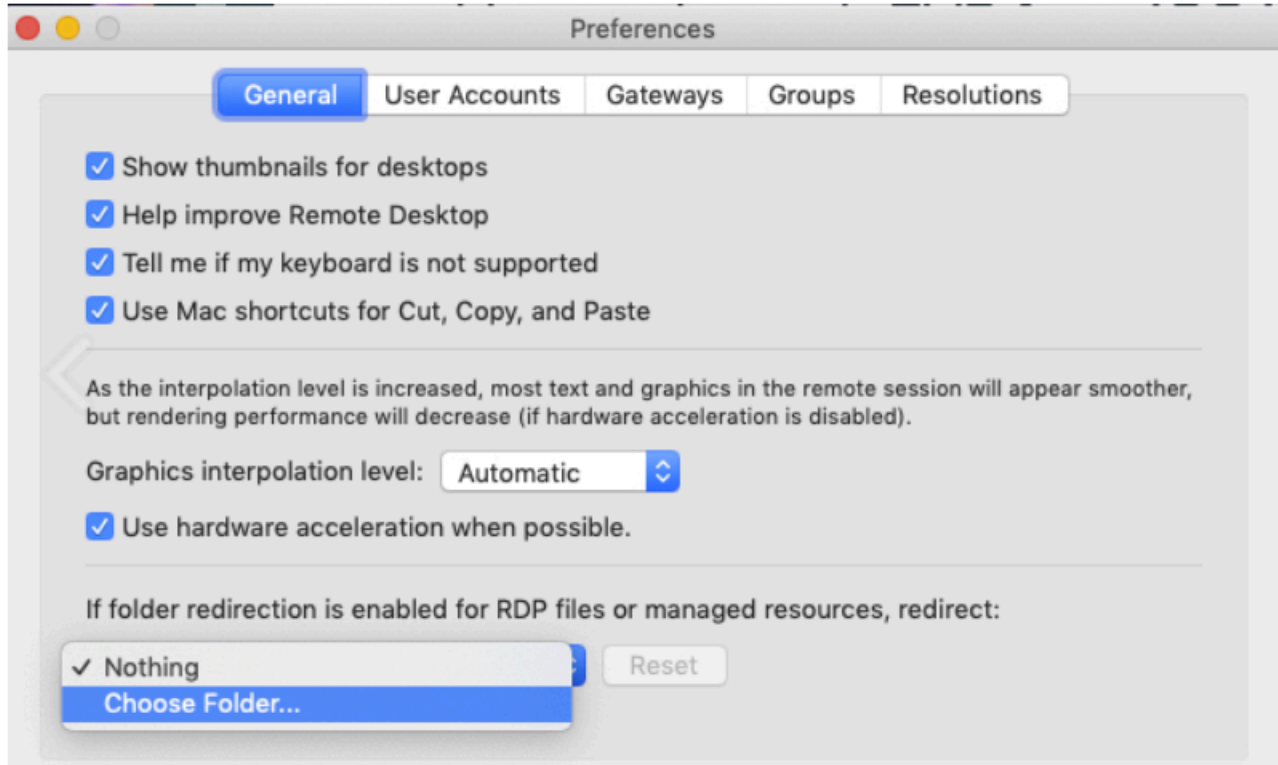 Preferences
General
User Accounts
Gateways
Groups
Resolutions
Show thumbnails for desktops
Help improve Remote Desktop
Tell me if my keyboard is not supported
Use Mac shortcuts for Cut, Copy, and Paste
As the interpolation level is increased, most text and graphics in the remote session will appear smoother,
but rendering performance will decrease (if hardware acceleration is disabled).
Graphics interpolation level: Automatic
Use hardware acceleration when possible.
If folder redirection is enabled for RDP files or managed resources, redirect:
Nothing
Reset
Choose Folder...